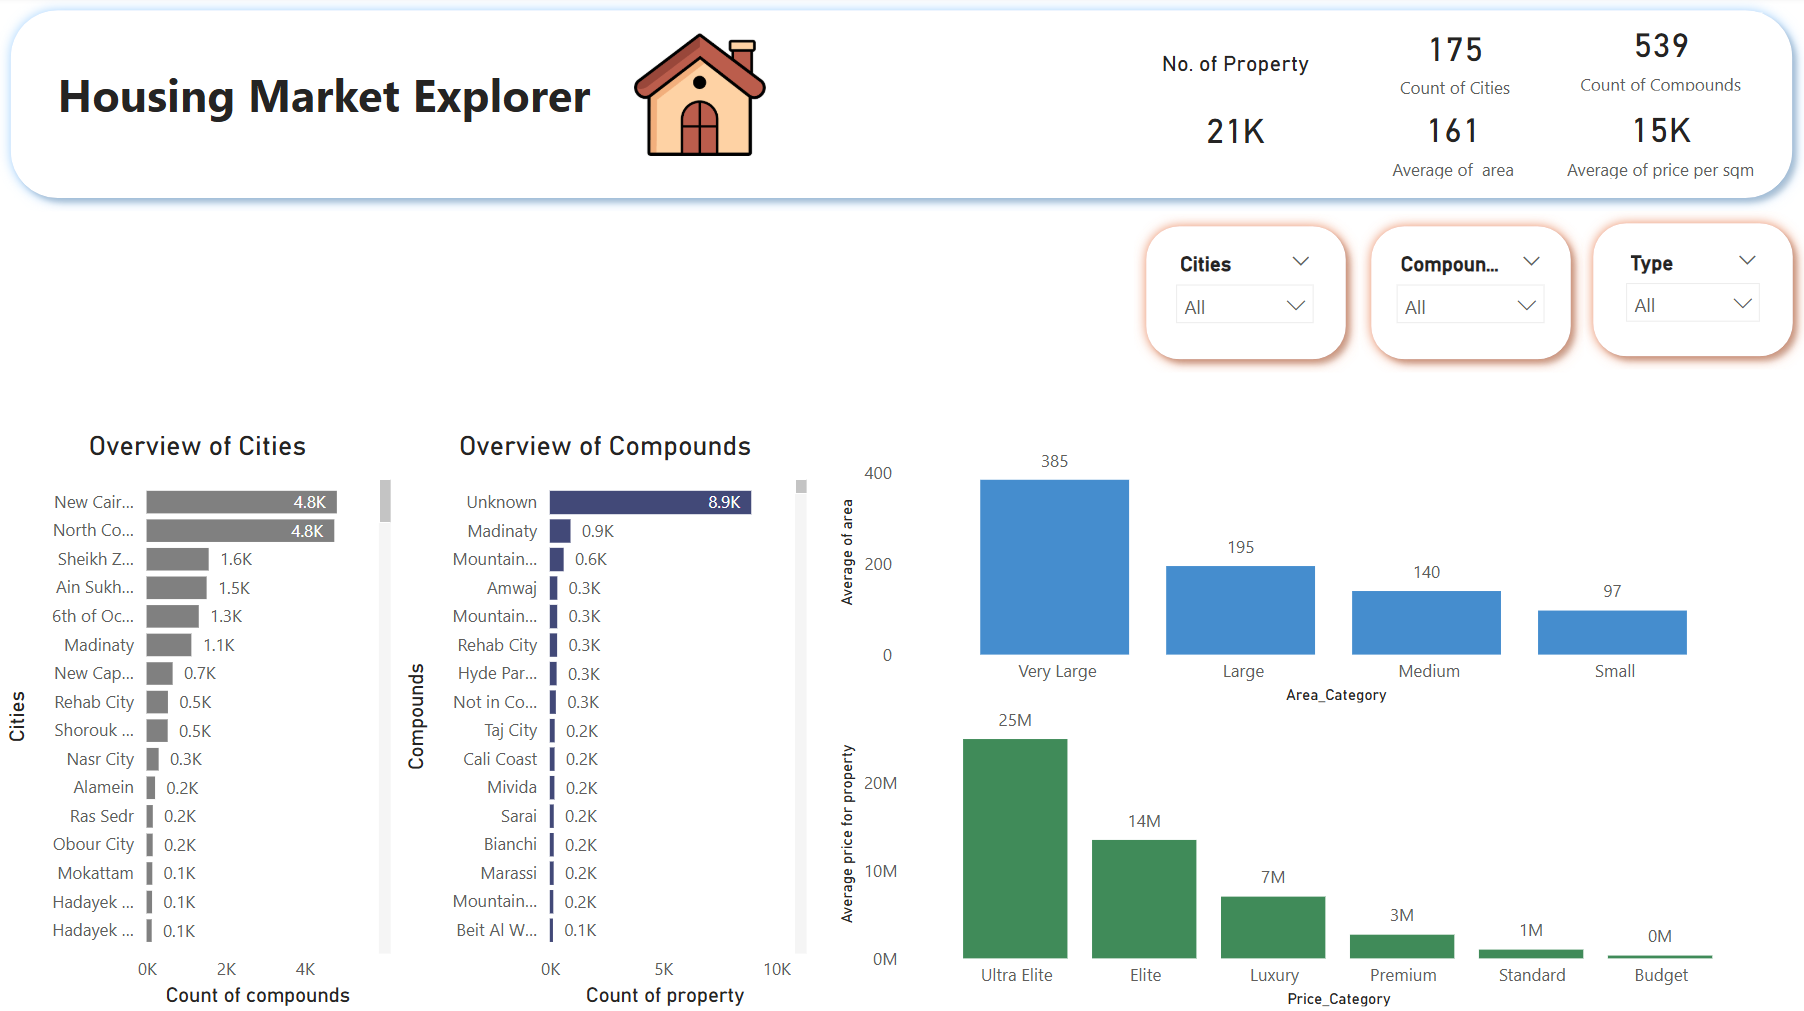 Housing Market Explorer
No. of Property
21K
175
Count of Cities
539
Count of Compounds
161
Average of  area
15K
Average of price per sqm
Cities
All
Compoun...
All
Type
All
Overview of Cities
Cities
New Cair... 4.8K
North Co... 4.8K
Sheikh Z... 1.6K
Ain Sukh... 1.5K
6th of Oc... 1.3K
Madinaty 1.1K
New Cap... 0.7K
Rehab City 0.5K
Shorouk ... 0.5K
Nasr City 0.3K
Alamein 0.2K
Ras Sedr 0.2K
Obour City 0.2K
Mokattam 0.1K
Hadayek ... 0.1K
Hadayek ... 0.1K
0K 2K 4K
Count of compounds
Overview of Compounds
Compounds
Unknown 8.9K
Madinaty 0.9K
Mountain... 0.6K
Amwaj 0.3K
Mountain... 0.3K
Rehab City 0.3K
Hyde Par... 0.3K
Not in Co... 0.3K
Taj City 0.2K
Cali Coast 0.2K
Mivida 0.2K
Sarai 0.2K
Bianchi 0.2K
Marassi 0.2K
Mountain... 0.2K
Beit Al W... 0.1K
0K 5K 10K
Count of property
Average of area
400
200
0
385
195
140
97
Very Large Large Medium Small
Area_Category
Average price for property
20M
10M
0M
25M
14M
7M
3M
1M
0M
Ultra Elite Elite Luxury Premium Standard Budget
Price_Category